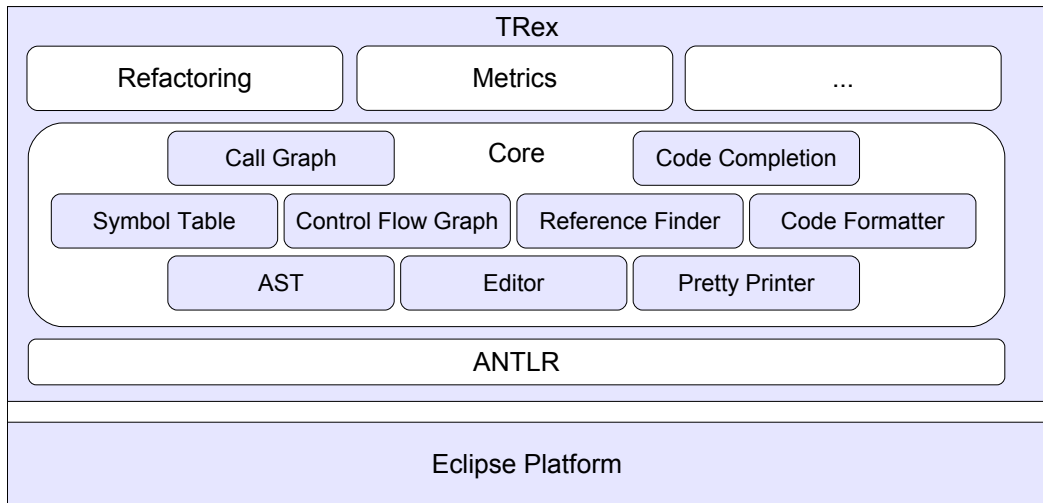 TRex
Refactoring Metrics ...
Call Graph Core Code Completion
Symbol Table Control Flow Graph Reference Finder Code Formatter
AST Editor Pretty Printer
ANTLR
Eclipse Platform